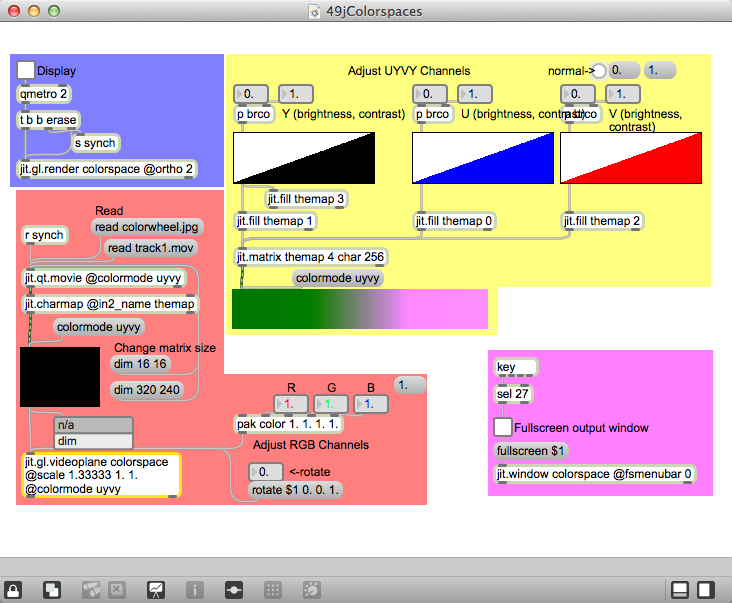 49jColorspaces
Display
qmetro 2
t b b erase
s synch
jit.gl.render colorspace @ortho 2
Adjust UYVY Channels
normal->
0.
1.
0.
1.
0.
1.
0.
1.
p brco
Y (brightness, contrast)
p brco
U (brightness, contrast)
p brco
V (brightness,
contrast)
jit.fill themap 3
jit.fill themap 1
jit.fill themap 0
jit.fill themap 2
jit.matrix themap 4 char 256
colormode uyvy
Read
read colorwheel.jpg
r synch
read track1.mov
jit.qt.movie @colormode uyvy
jit.charmap @in2_name themap
colormode uyvy
Change matrix size
dim 16 16
dim 320 240
n/a
dim
jit.gl.videoplane colorspace
@scale 1.33333 1. 1.
@colormode uyvy
R
G
B
1.
1.
1.
1.
pak color 1. 1. 1. 1.
Adjust RGB Channels
0.
<-rotate
rotate $1 0. 0. 1.
key
sel 27
Fullscreen output window
fullscreen $1
jit.window colorspace @fsmenubar 0